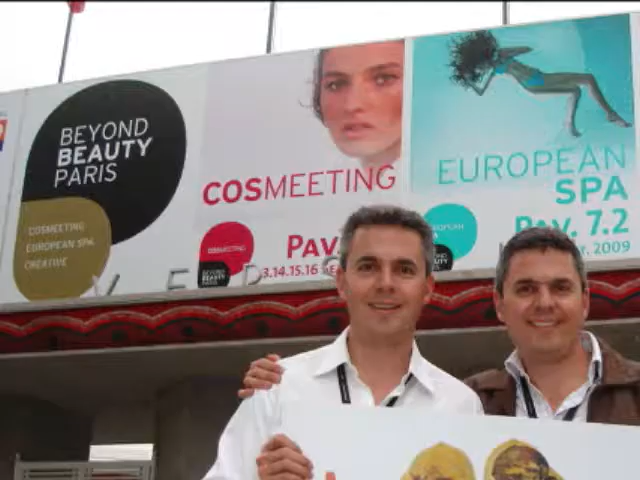 BEYOND
BEAUTY
PARIS
COSMEETING
EUROPEAN SPA
CREATIVE
COSMEETING
COSMEETING
PAV.
3.14.15.16
EUROPEAN
SPA
PAV. 7.2
2009